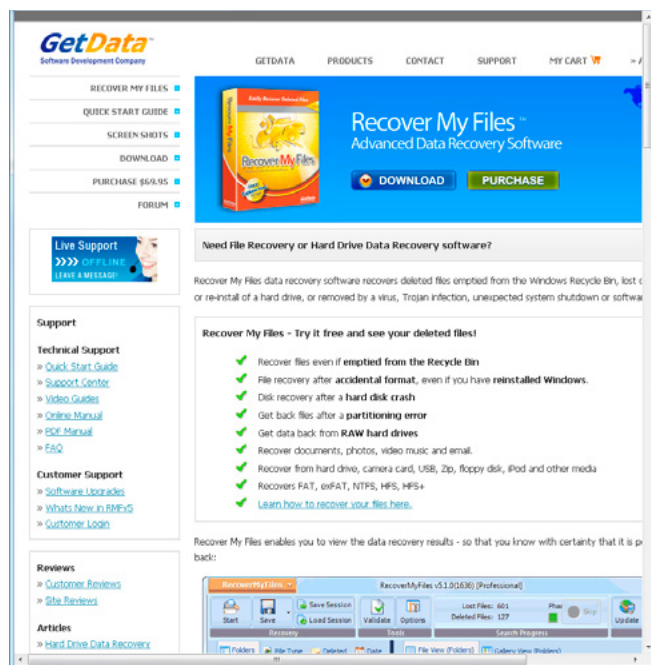 GetData
Software Development Company
GETDATA PRODUCTS CONTACT SUPPORT MY CART
RECOVER MY FILES
QUICK START GUIDE
SCREEN SHOTS
DOWNLOAD
PURCHASE $69.95
FORUM
Easily Recover Deleted Files
Recover My Files
Recover My Files™
Advanced Data Recovery Software
DOWNLOAD PURCHASE
Live Support
>>>> OFFLINE
LEAVE A MESSAGE!
Need File Recovery or Hard Drive Data Recovery software?
Recover My Files data recovery software recovers deleted files emptied from the Windows Recycle Bin, lost
or re-install of a hard drive, or removed by a virus, Trojan infection, unexpected system shutdown or softwa
Support
Technical Support
» Quick Start Guide
» Support Center
» Video Guides
» Online Manual
» PDF Manual
» FAQ
Customer Support
» Software Upgrades
» Whats New in RMFv5
» Customer Login
Reviews
» Customer Reviews
» Site Reviews
Articles
» Hard Drive Data Recovery
Recover My Files - Try it free and see your deleted files!
Recover files even if emptied from the Recycle Bin
File recovery after accidental format, even if you have reinstalled Windows.
Disk recovery after a hard disk crash
Get back files after a partitioning error
Get data back from RAW hard drives
Recover documents, photos, video music and email.
Recover from hard drive, camera card, USB, Zip, floppy disk, iPod and other media
Recovers FAT, exFAT, NTFS, HFS, HFS+
Learn how to recover your files here.
Recover My Files enables you to view the data recovery results - so that you know with certainty that it is
back:
RecoverMyFiles RecoverMyFiles v5.1.0(1636) [Professional]
Start Save Save Session Load Session Validate Options Lost Files: 601 Deleted Files: 127 Phas Skip Update
Recovery Tools Search Progress
Folders File Type Deleted Date File View (Folders) Gallery View (Folders)